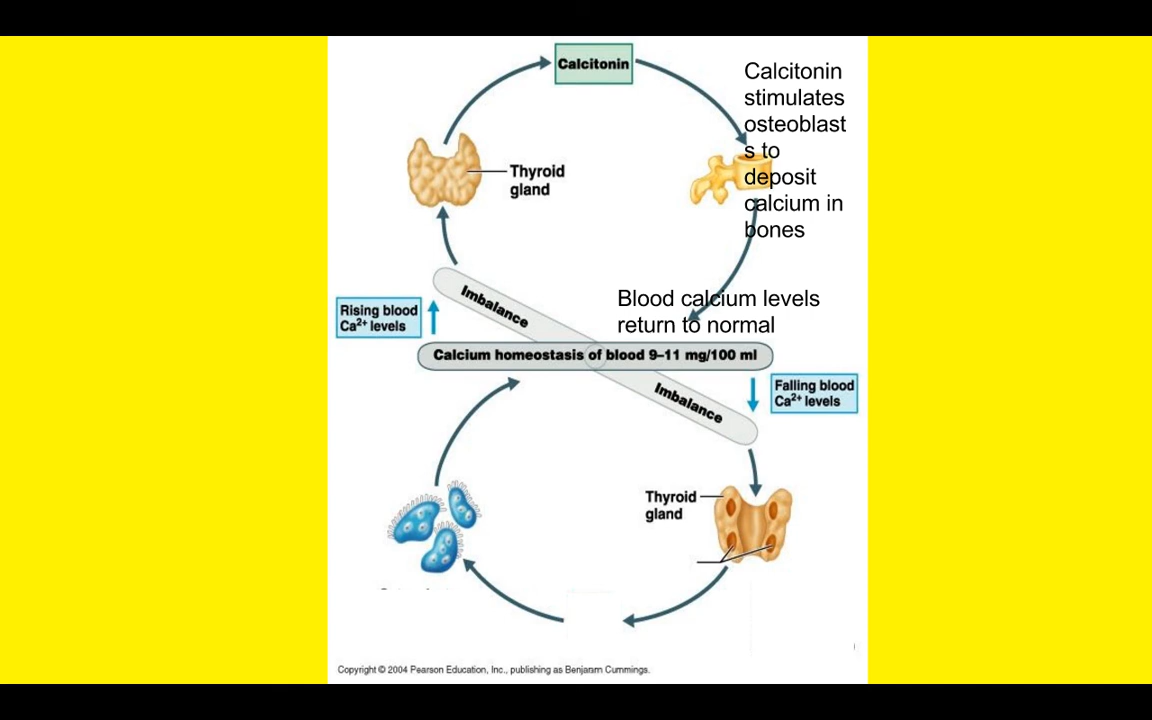 Calcitonin
Calcitonin
stimulates
osteoblast
s to
deposit
calcium in
bones
Thyroid
gland
Imbalance
Blood calcium levels
return to normal
Rising blood
Ca2+ levels
Calcium homeostasis of blood 9–11 mg/100 ml
Imbalance
Falling blood
Ca2+ levels
Thyroid
gland
Copyright © 2004 Pearson Education, Inc., publishing as Benjamin Cummings.